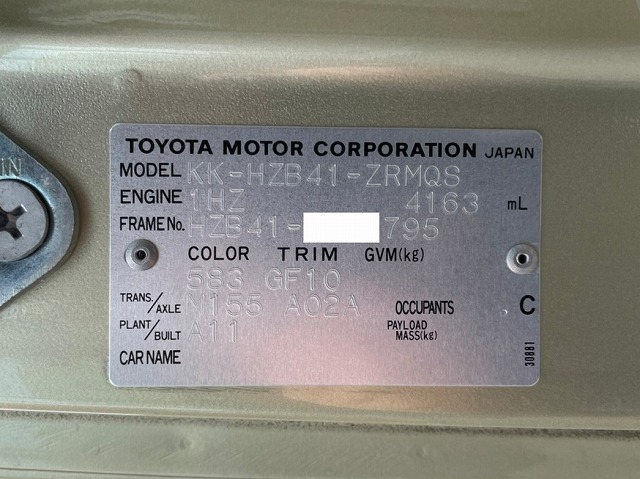 TOYOTA MOTOR CORPORATION JAPAN
MODEL KK-HZB41-ZRMQS
ENGINE 1HZ 4163 mL
FRAME No. HZB41- 795
COLOR TRIM GVM(kg)
583 GF10
TRANS./AXLE M155 A02A OCCUPANTS C
PLANT/BUILT A11 PAYLOAD MASS(kg)
CAR NAME
30881
IN